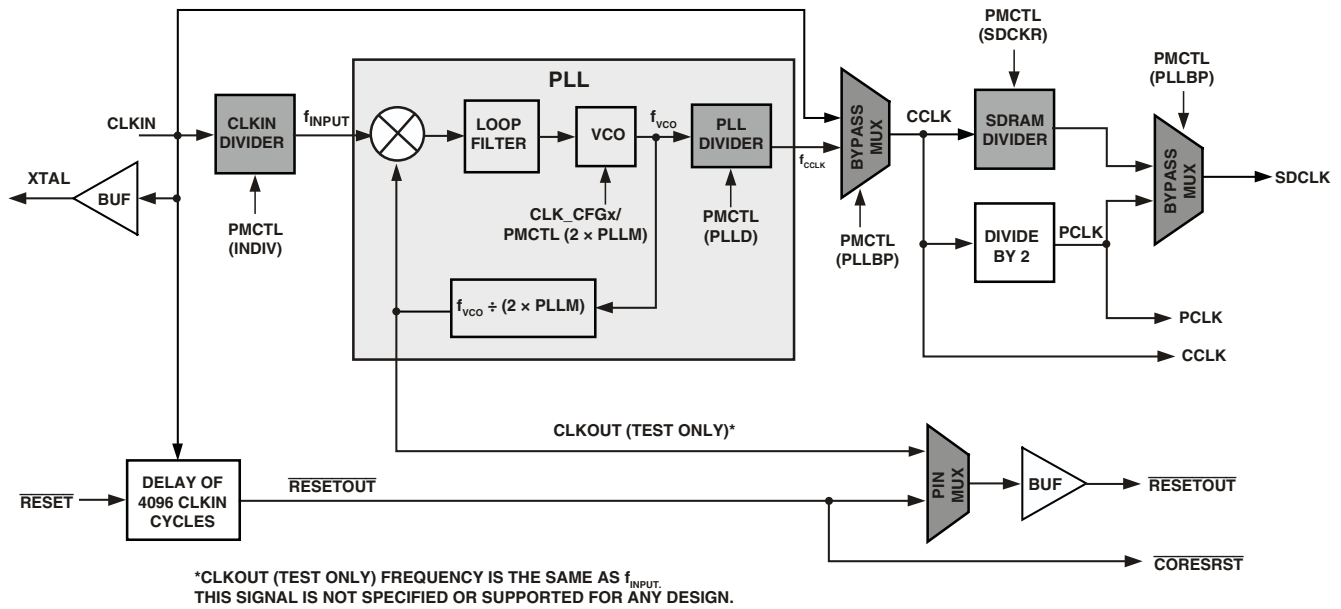 PMCTL
(SDCKR)
PMCTL
(PLLBP)
PLL
CLKIN
CLKIN
DIVIDER
fINPUT
LOOP
FILTER
VCO
fVCO
PLL
DIVIDER
fCCLK
BYPASS
MUX
CCLK
SDRAM
DIVIDER
BYPASS
MUX
SDCLK
XTAL
BUF
PMCTL
(INDIV)
CLK_CFGx/
PMCTL (2 × PLLM)
PMCTL
(PLLD)
PMCTL
(PLLBP)
DIVIDE
BY 2
PCLK
fVCO ÷ (2 × PLLM)
PCLK
CCLK
CLKOUT (TEST ONLY)*
RESET
DELAY OF
4096 CLKIN
CYCLES
RESETOUT
PIN
MUX
BUF
RESETOUT
CORESRST
*CLKOUT (TEST ONLY) FREQUENCY IS THE SAME AS fINPUT.
THIS SIGNAL IS NOT SPECIFIED OR SUPPORTED FOR ANY DESIGN.